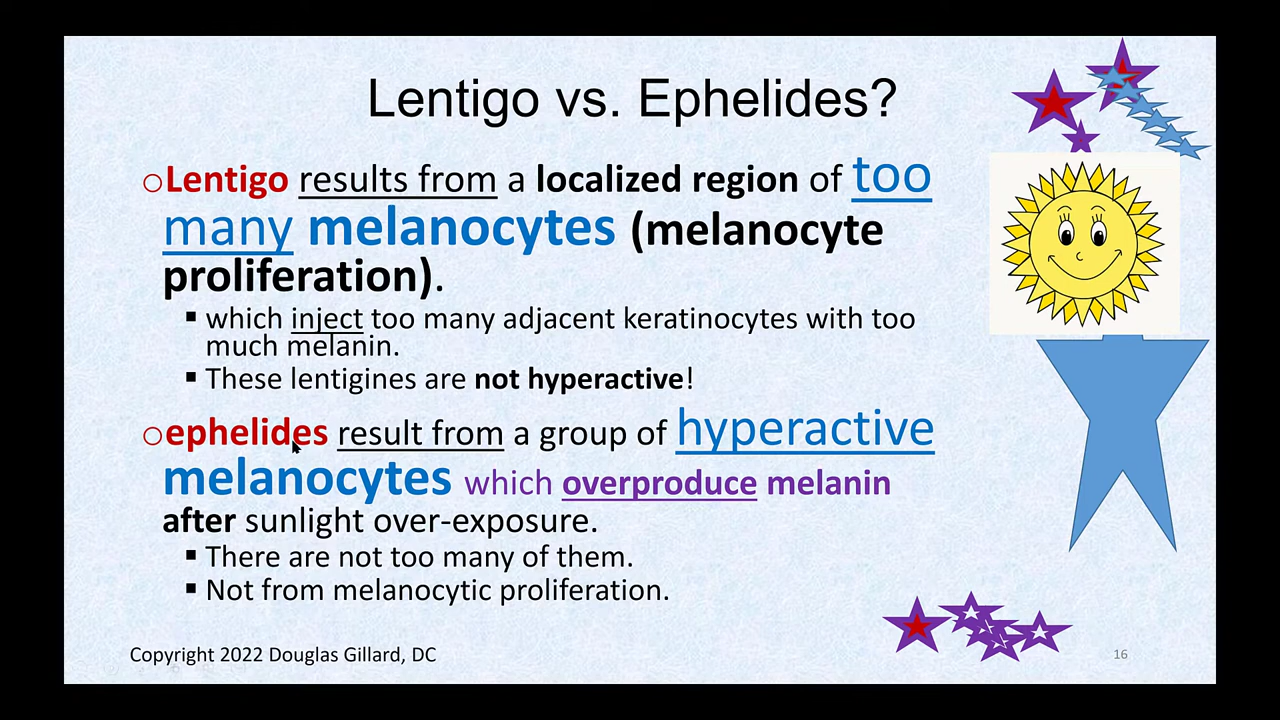 Lentigo vs. Ephelides?
oLentigo results from a localized region of too
many melanocytes (melanocyte
proliferation).
▪ which inject too many adjacent keratinocytes with too
much melanin.
▪ These lentigines are not hyperactive!
oephelides result from a group of hyperactive
melanocytes which overproduce melanin
after sunlight over-exposure.
▪ There are not too many of them.
▪ Not from melanocytic proliferation.
Copyright 2022 Douglas Gillard, DC
16